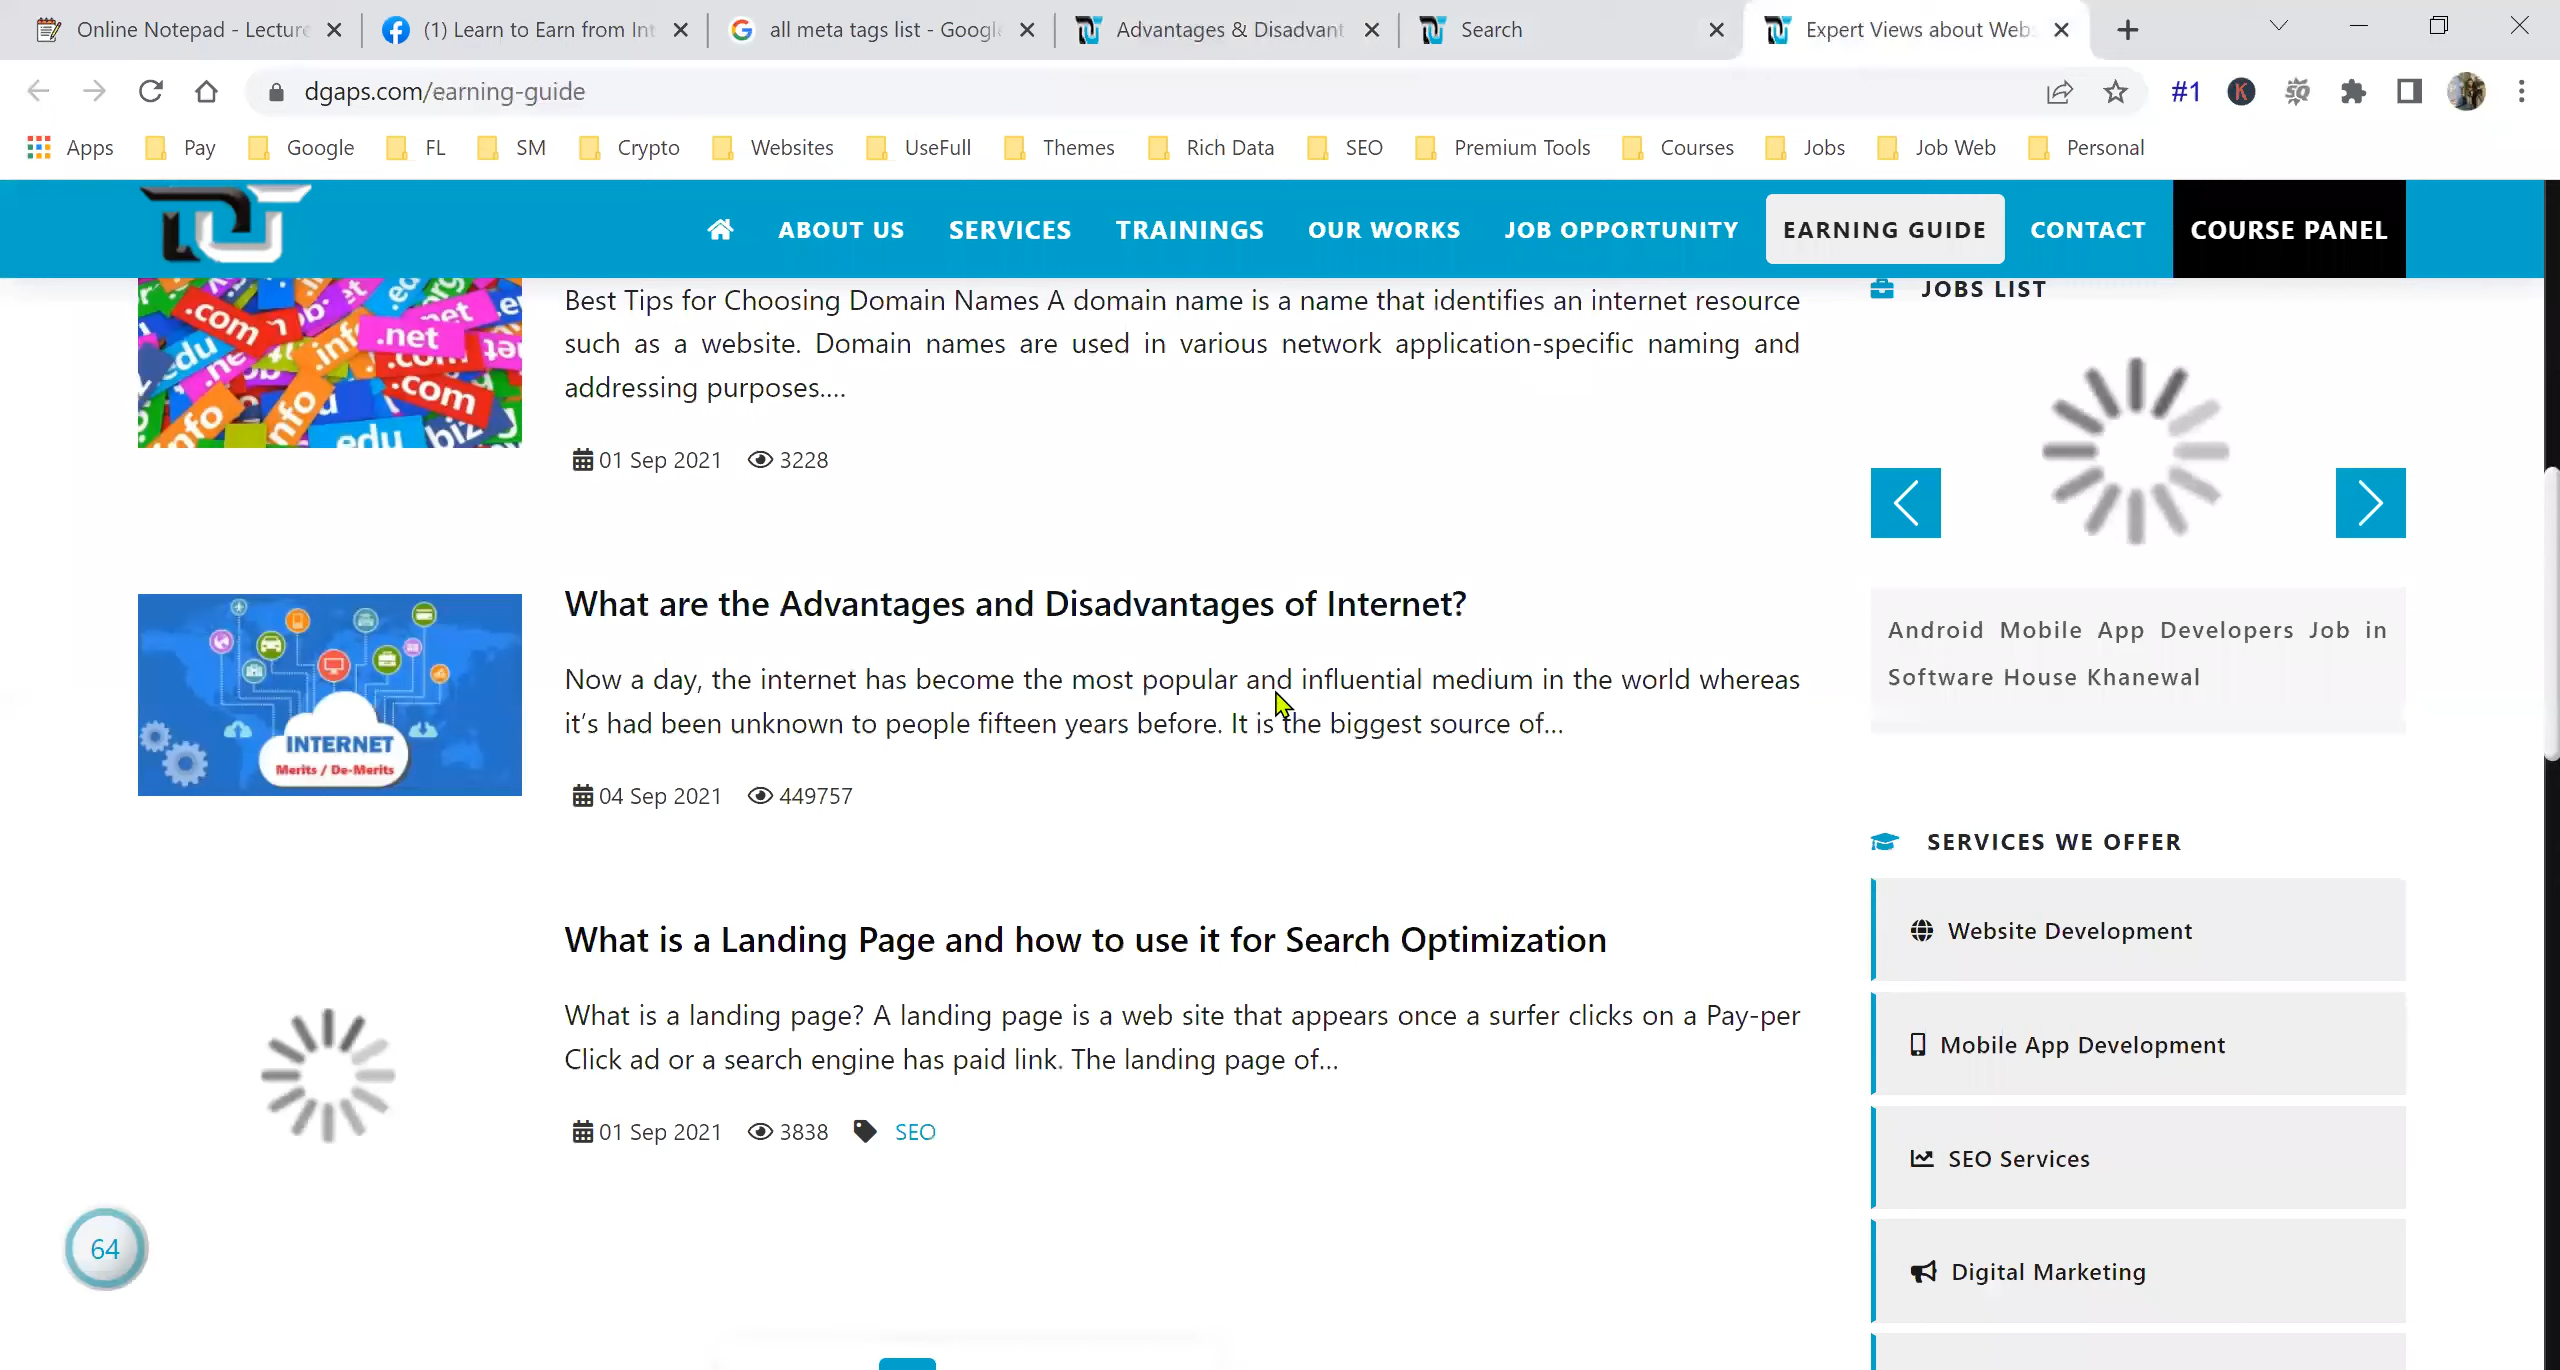 Online Notepad - Lecture
(1) Learn to Earn from Int
all meta tags list - Google
Advantages & Disadvant
Search
Expert Views about Webs
dgaps.com/earning-guide
#1
Apps
Pay
Google
FL
SM
Crypto
Websites
UseFull
Themes
Rich Data
SEO
Premium Tools
Courses
Jobs
Job Web
Personal
ABOUT US
SERVICES
TRAININGS
OUR WORKS
JOB OPPORTUNITY
EARNING GUIDE
CONTACT
COURSE PANEL
.com
.net
edu
info
.com
info
info
edu
biz
Best Tips for Choosing Domain Names A domain name is a name that identifies an internet resource
such as a website. Domain names are used in various network application-specific naming and
addressing purposes....
01 Sep 2021 3228
What are the Advantages and Disadvantages of Internet?
Now a day, the internet has become the most popular and influential medium in the world whereas
it’s had been unknown to people fifteen years before. It is the biggest source of...
INTERNET
Merits / De-Merits
04 Sep 2021 449757
What is a Landing Page and how to use it for Search Optimization
What is a landing page? A landing page is a web site that appears once a surfer clicks on a Pay-per
Click ad or a search engine has paid link. The landing page of...
01 Sep 2021 3838 SEO
64
JOBS LIST
Android Mobile App Developers Job in
Software House Khanewal
SERVICES WE OFFER
Website Development
Mobile App Development
SEO Services
Digital Marketing